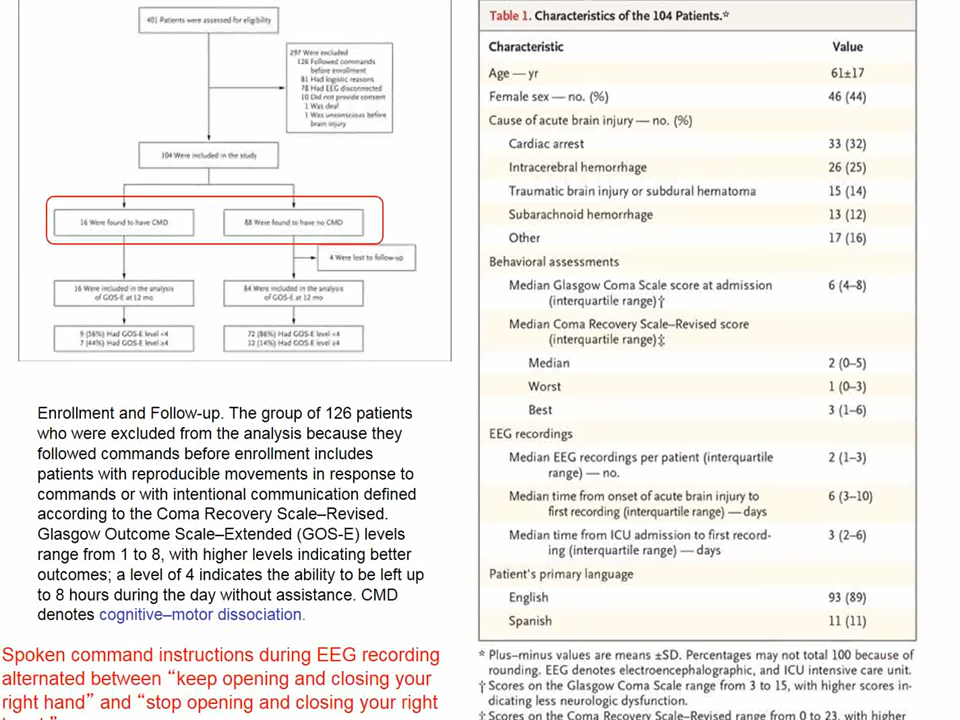 401 Patients were assessed for eligibility
297 Were excluded
126 Followed commands
before enrollment
81 Had logistic reasons
78 Had EEG disconnected
10 Did not provide consent
1 Was deaf
1 Was unconscious before
brain injury
104 Were included in the study
16 Were found to have CMD
88 Were found to have no CMD
4 Were lost to follow-up
16 Were included in the analysis
of GOS-E at 12 mo
84 Were included in the analysis
of GOS-E at 12 mo
9 (56%) Had GOS-E level <4
7 (44%) Had GOS-E level ≥4
72 (86%) Had GOS-E level <4
12 (14%) Had GOS-E level ≥4
Enrollment and Follow-up. The group of 126 patients
who were excluded from the analysis because they
followed commands before enrollment includes
patients with reproducible movements in response to
commands or with intentional communication defined
according to the Coma Recovery Scale–Revised.
Glasgow Outcome Scale–Extended (GOS-E) levels
range from 1 to 8, with higher levels indicating better
outcomes; a level of 4 indicates the ability to be left up
to 8 hours during the day without assistance. CMD
denotes cognitive–motor dissociation.
Spoken command instructions during EEG recording
alternated between “keep opening and closing your
right hand” and “stop opening and closing your right
Table 1. Characteristics of the 104 Patients.*
Characteristic Value
Age — yr 61±17
Female sex — no. (%) 46 (44)
Cause of acute brain injury — no. (%)
Cardiac arrest 33 (32)
Intracerebral hemorrhage 26 (25)
Traumatic brain injury or subdural hematoma 15 (14)
Subarachnoid hemorrhage 13 (12)
Other 17 (16)
Behavioral assessments
Median Glasgow Coma Scale score at admission 6 (4–8)
(interquartile range)†
Median Coma Recovery Scale–Revised score
(interquartile range)‡
Median 2 (0–5)
Worst 1 (0–3)
Best 3 (1–6)
EEG recordings
Median EEG recordings per patient (interquartile 2 (1–3)
range) — no.
Median time from onset of acute brain injury to 6 (3–10)
first recording (interquartile range) — days
Median time from ICU admission to first record- 3 (2–6)
ing (interquartile range) — days
Patient's primary language
English 93 (89)
Spanish 11 (11)
* Plus–minus values are means ±SD. Percentages may not total 100 because of
rounding. EEG denotes electroencephalographic, and ICU intensive care unit.
† Scores on the Glasgow Coma Scale range from 3 to 15, with higher scores in-
dicating less neurologic dysfunction.
‡ Scores on the Coma Recovery Scale–Revised range from 0 to 23, with higher